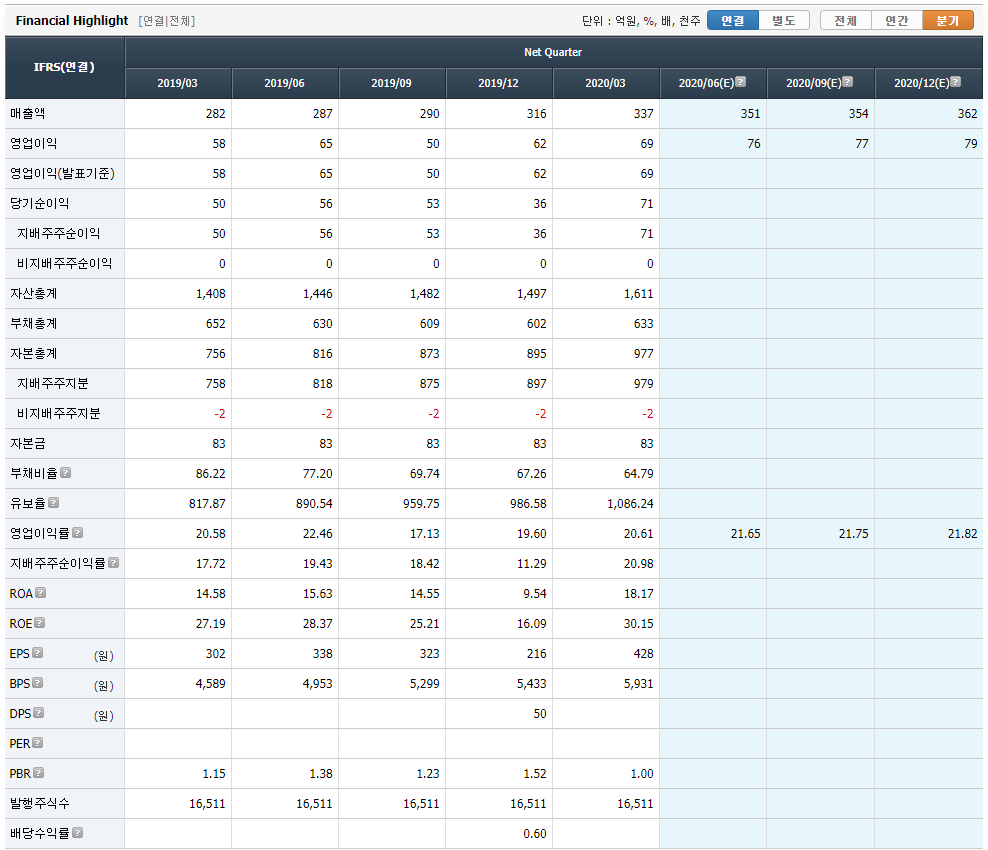 Financial Highlight [연결|전체] 단위 : 억원, %, 배, 천주 연결 별도 전체 연간 분기
IFRS(연결) Net Quarter
2019/03 2019/06 2019/09 2019/12 2020/03 2020/06(E) 2020/09(E) 2020/12(E)
매출액 282 287 290 316 337 351 354 362
영업이익 58 65 50 62 69 76 77 79
영업이익(발표기준) 58 65 50 62 69
당기순이익 50 56 53 36 71
지배주주순이익 50 56 53 36 71
비지배주주순이익 0 0 0 0 0
자산총계 1,408 1,446 1,482 1,497 1,611
부채총계 652 630 609 602 633
자본총계 756 816 873 895 977
지배주주지분 758 818 875 897 979
비지배주주지분 -2 -2 -2 -2 -2
자본금 83 83 83 83 83
부채비율 86.22 77.20 69.74 67.26 64.79
유보율 817.87 890.54 959.75 986.58 1,086.24
영업이익률 20.58 22.46 17.13 19.60 20.61 21.65 21.75 21.82
지배주주순이익률 17.72 19.43 18.42 11.29 20.98
ROA 14.58 15.63 14.55 9.54 18.17
ROE 27.19 28.37 25.21 16.09 30.15
EPS (원) 302 338 323 216 428
BPS (원) 4,589 4,953 5,299 5,433 5,931
DPS (원) 50
PER
PBR 1.15 1.38 1.23 1.52 1.00
발행주식수 16,511 16,511 16,511 16,511 16,511
배당수익률 0.60